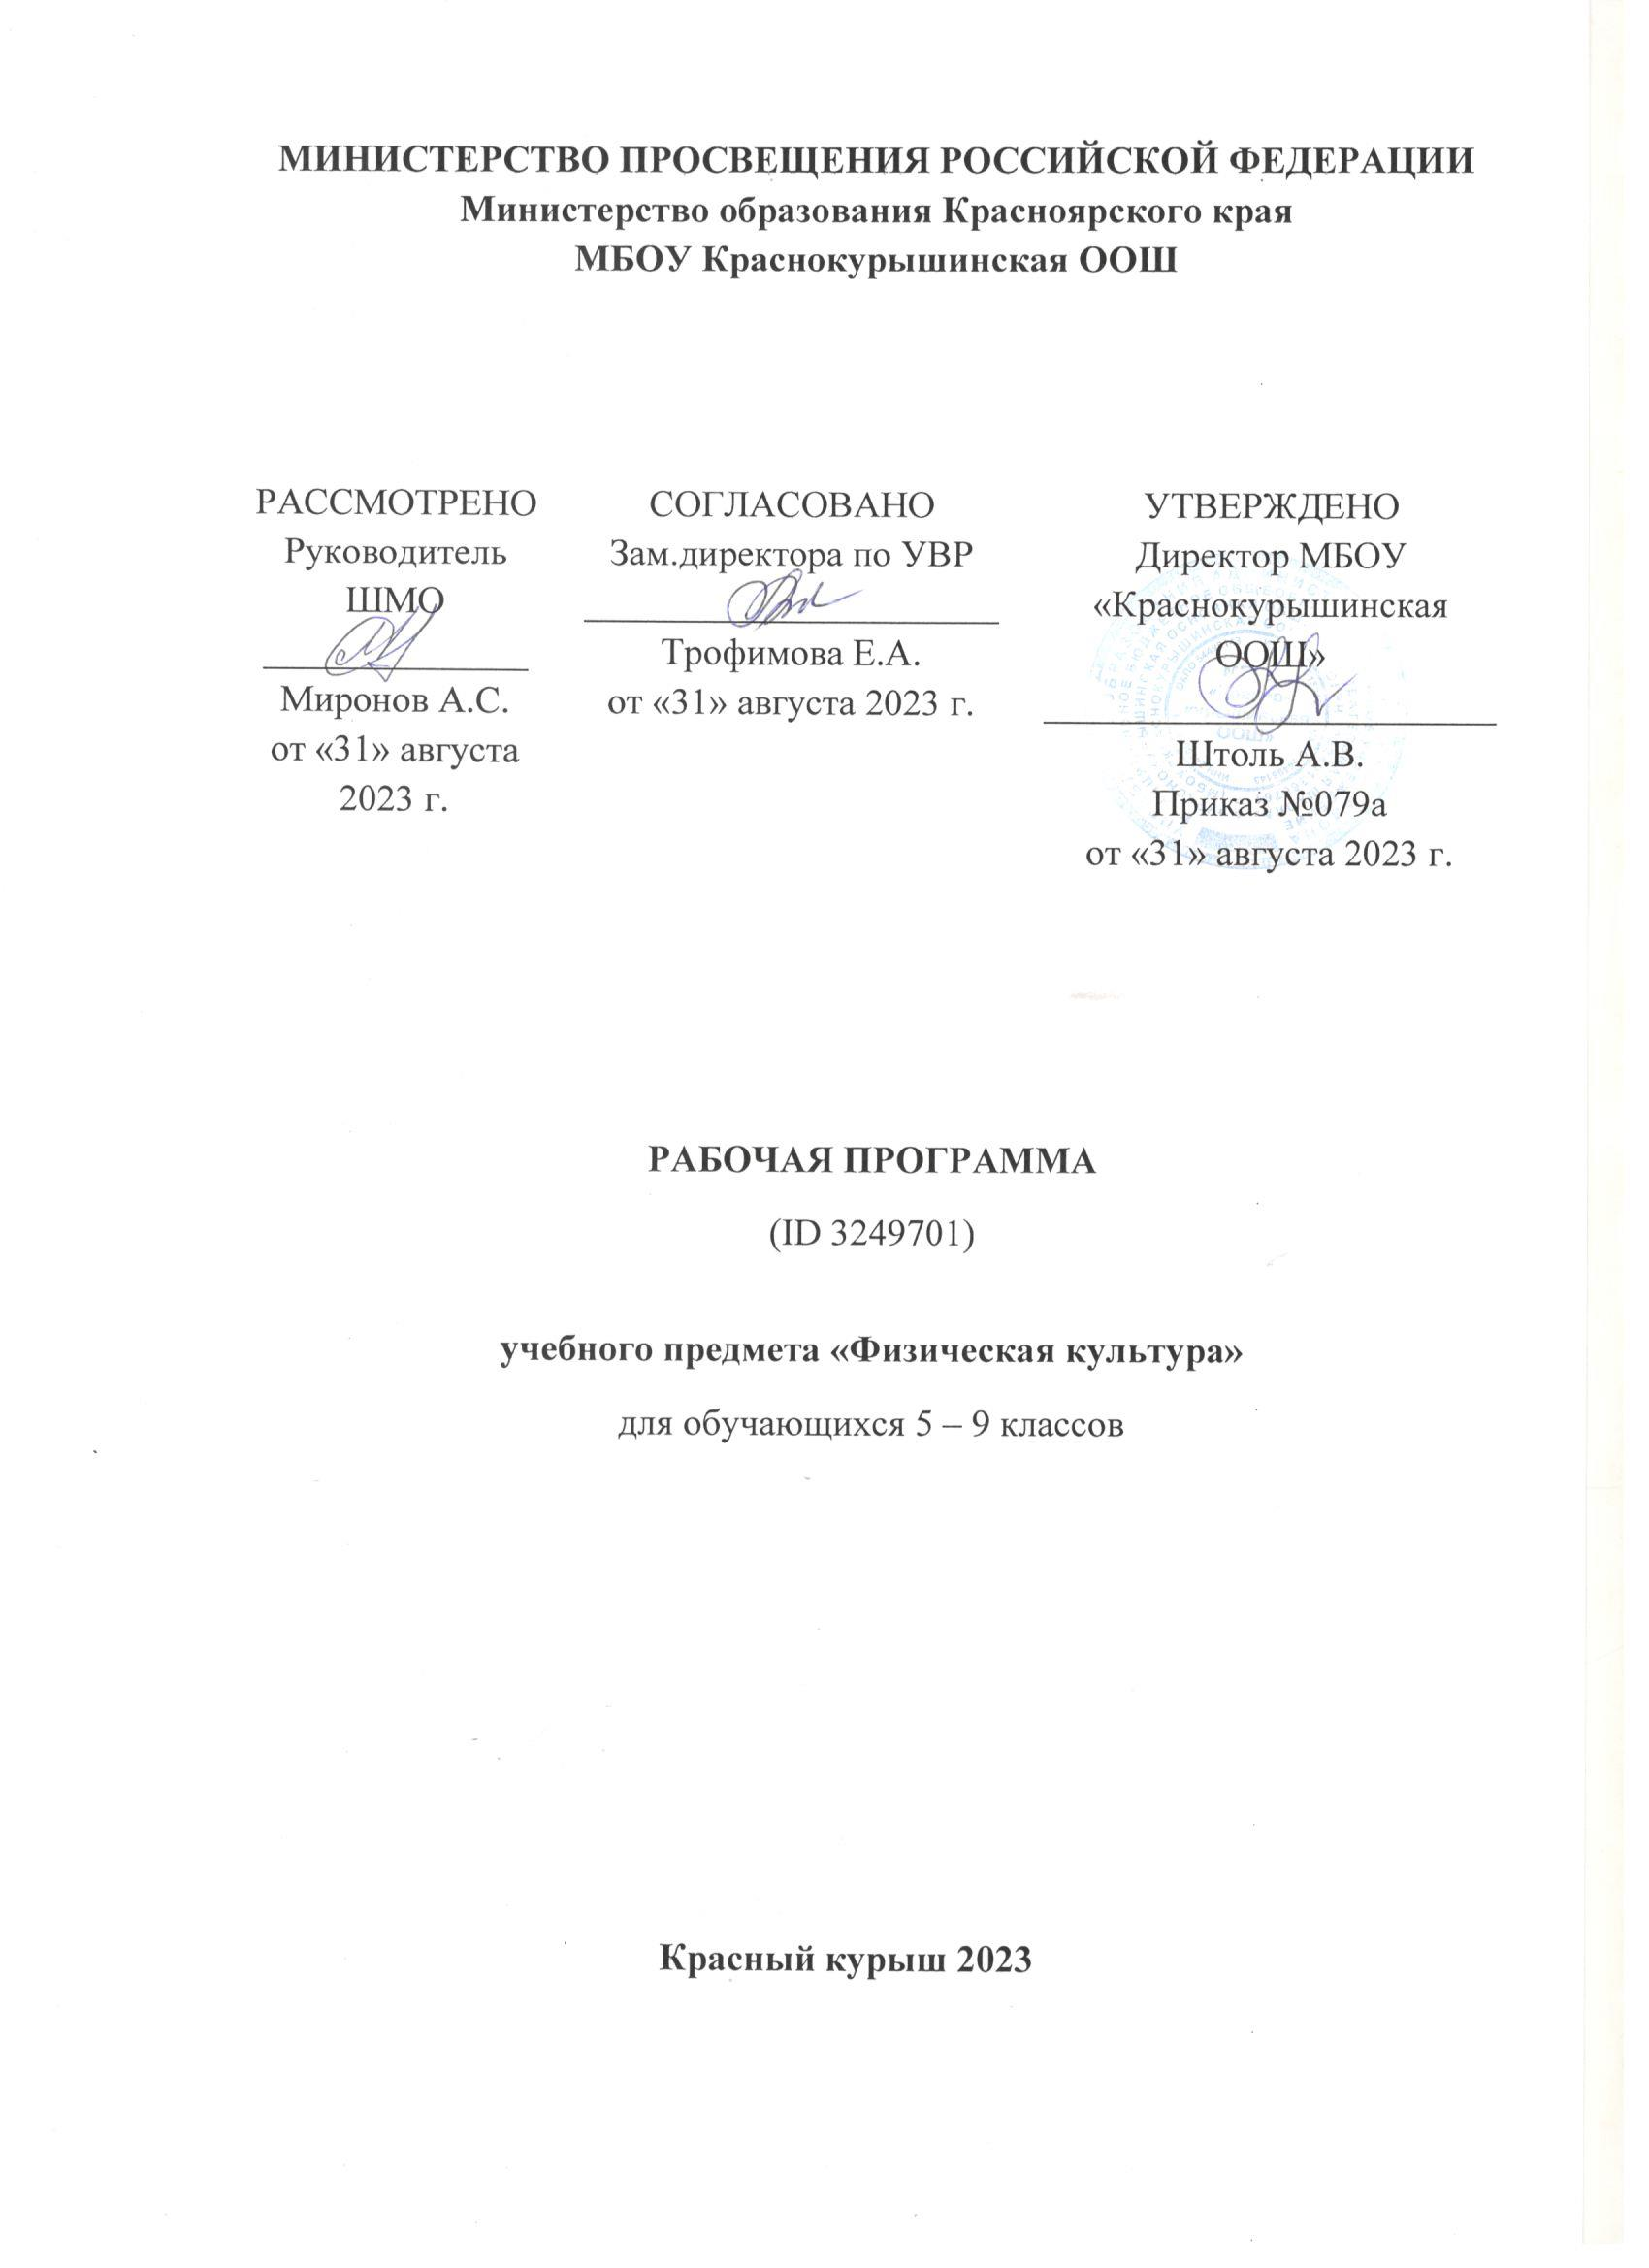 МИНИСТЕРСТВО ПРОСВЕЩЕНИЯ РОССИЙСКОЙ ФЕДЕРАЦИИ
Министерство образования Красноярского края
МБОУ Краснокурышинская ООШ
РАССМОТРЕНО
Руководитель
ШМО
Миронов А.С.
от «31» августа
2023 г.
СОГЛАСОВАНО
Зам.директора по УВР
Трофимова Е.А.
от «31» августа 2023 г.
УТВЕРЖДЕНО
Директор МБОУ
«Краснокурышинская
ООШ»
Штоль А.В.
Приказ №079а
от «31» августа 2023 г.
РАБОЧАЯ ПРОГРАММА
(ID 3249701)
учебного предмета «Физическая культура»
для обучающихся 5 – 9 классов
Красный курыш 2023